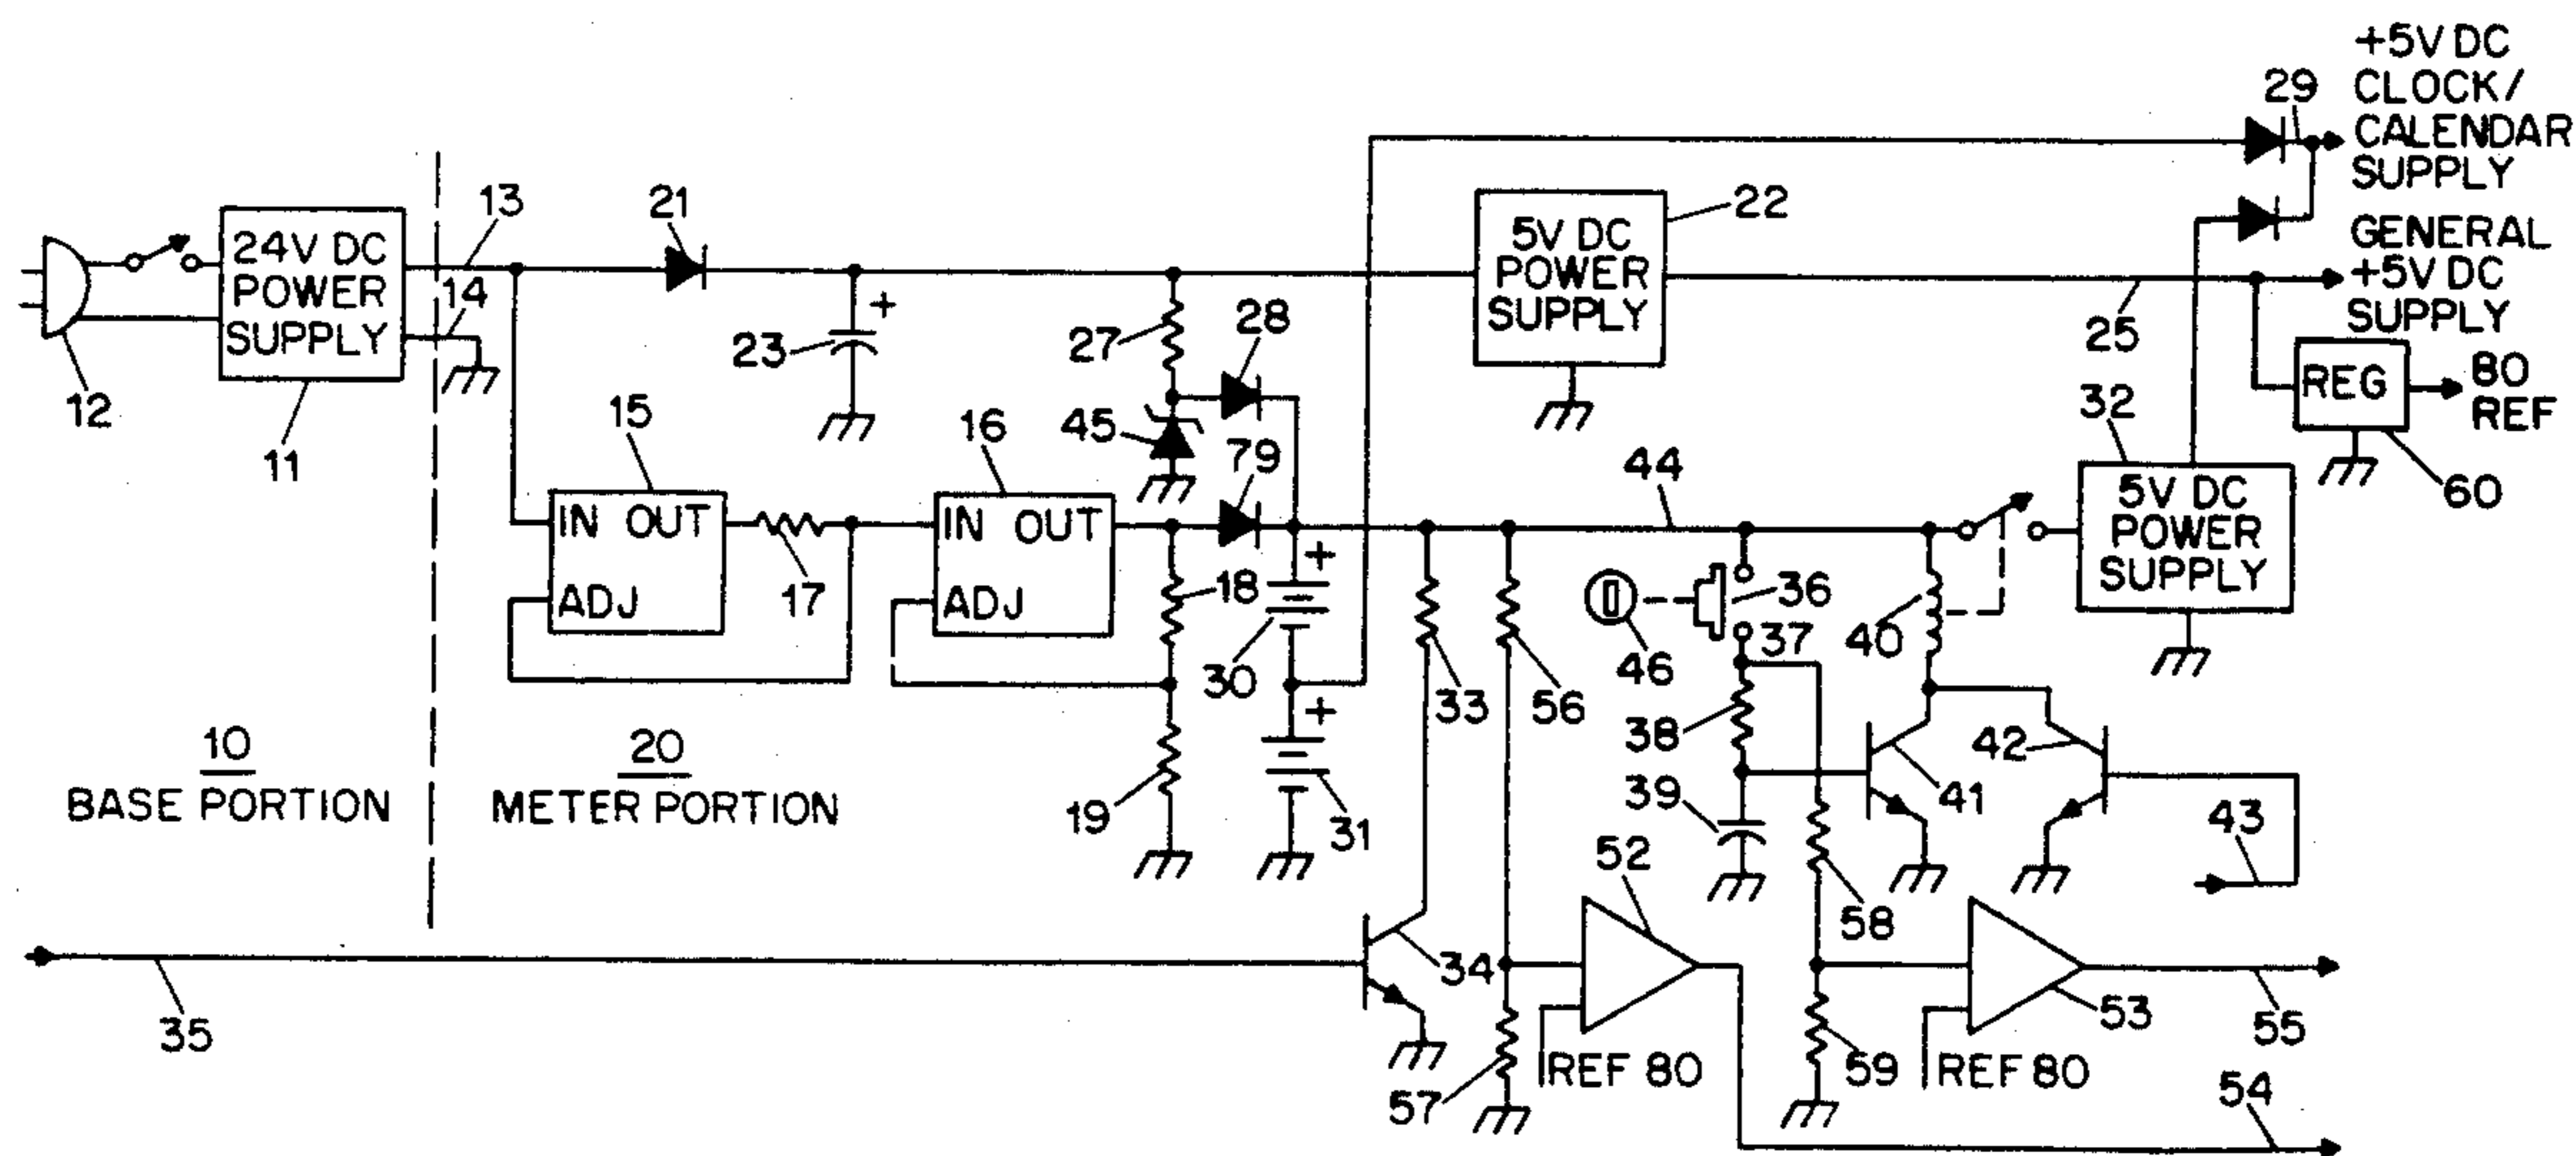 +5V DC
CLOCK/
CALENDAR
SUPPLY
29
GENERAL
+5V DC
SUPPLY
25
80
REF
REG
60
12
24V DC
POWER
SUPPLY
11
13
14
21
23
27
28
45
79
5V DC
POWER
SUPPLY
22
15
IN OUT
ADJ
17
16
IN OUT
ADJ
18
19
+
+
30
+
31
44
33
56
46
36
37
38
39
40
41
42
43
32
5V DC
POWER
SUPPLY
10
BASE PORTION
20
METER PORTION
35
34
52
57
REF 80
58
59
53
REF 80
55
54